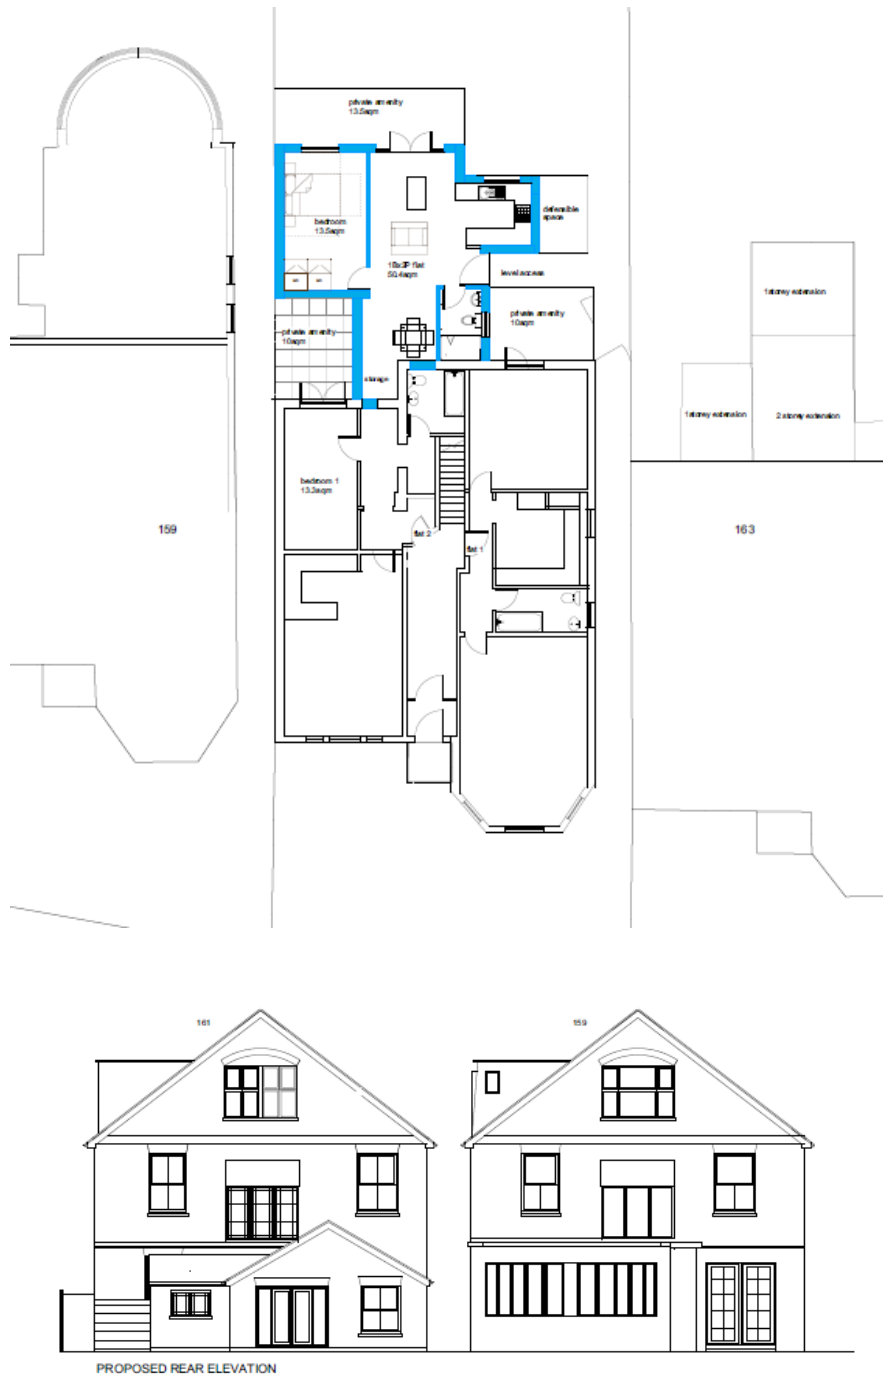 private amenity
13.5sqm
bedroom
13.5sqm
defensible
space
1Bx2P flat
50.4sqm
level access
private amenity
10sqm
private amenity
10sqm
storage
1storey extension
1storey extension
2 storey extension
bedroom 1
13.3sqm
159
flat 2
flat 1
163
161
159
PROPOSED REAR ELEVATION